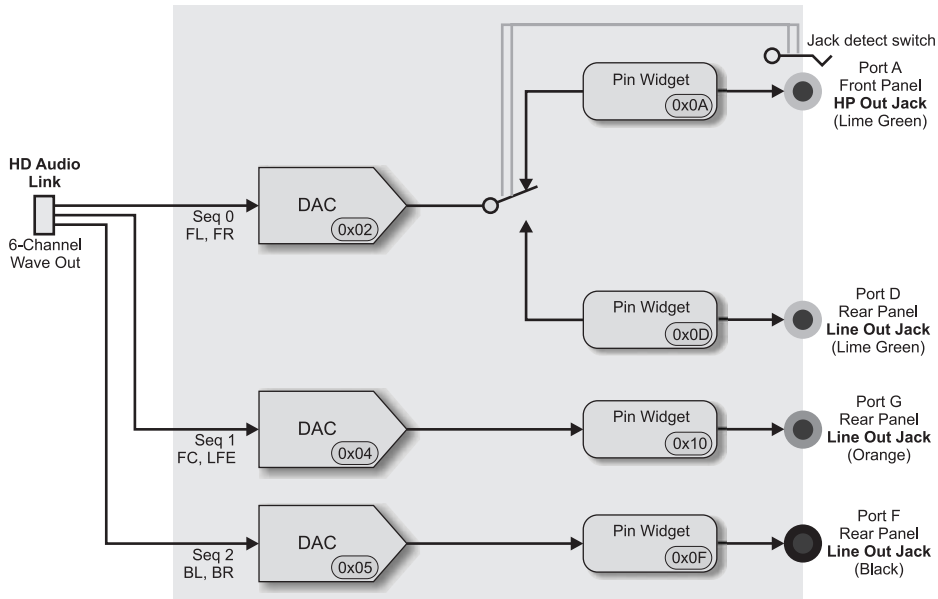 Jack detect switch
Port A
Front Panel
HP Out Jack
(Lime Green)
Pin Widget
0x0A
HD Audio
Link
6-Channel
Wave Out
Seq 0
FL, FR
DAC
0x02
Pin Widget
0x0D
Port D
Rear Panel
Line Out Jack
(Lime Green)
Seq 1
FC, LFE
DAC
0x04
Pin Widget
0x10
Port G
Rear Panel
Line Out Jack
(Orange)
Seq 2
BL, BR
DAC
0x05
Pin Widget
0x0F
Port F
Rear Panel
Line Out Jack
(Black)